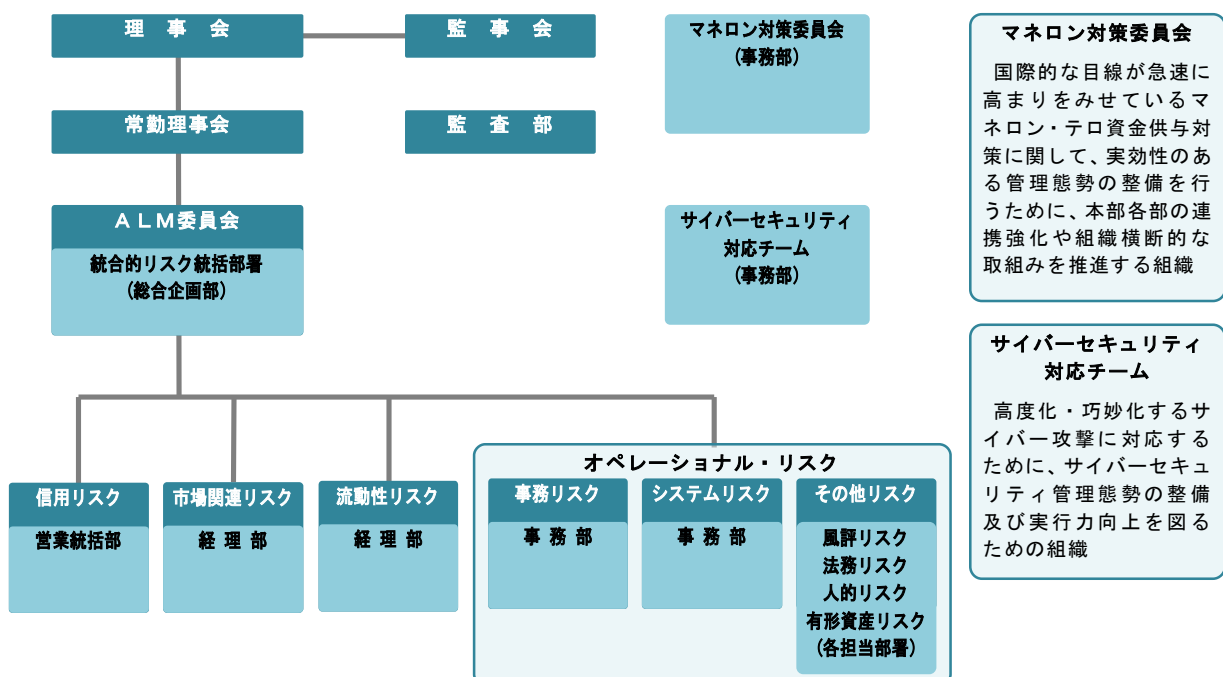 理事会
監事会
常勤理事会
監査部
ＡＬＭ委員会
統合的リスク統括部署
(総合企画部)
マネロン対策委員会
(事務部)
サイバーセキュリティ
対応チーム
(事務部)
信用リスク
営業統括部
市場関連リスク
経理部
流動性リスク
経理部
オペレーショナル・リスク
事務リスク
事務部
システムリスク
事務部
その他リスク
風評リスク
法務リスク
人的リスク
有形資産リスク
(各担当部署)
マネロン対策委員会
国際的な目線が急速に
高まりをみせているマ
ネロン・テロ資金供与対
策に関して、実効性のあ
る管理態勢の整備を行
うために、本部各部の連
携強化や組織横断的な
取組みを推進する組織
サイバーセキュリティ
対応チーム
高度化・巧妙化するサ
イバー攻撃に対応する
ために、サイバーセキュ
リティ管理態勢の整備
及び実行力向上を図る
ための組織